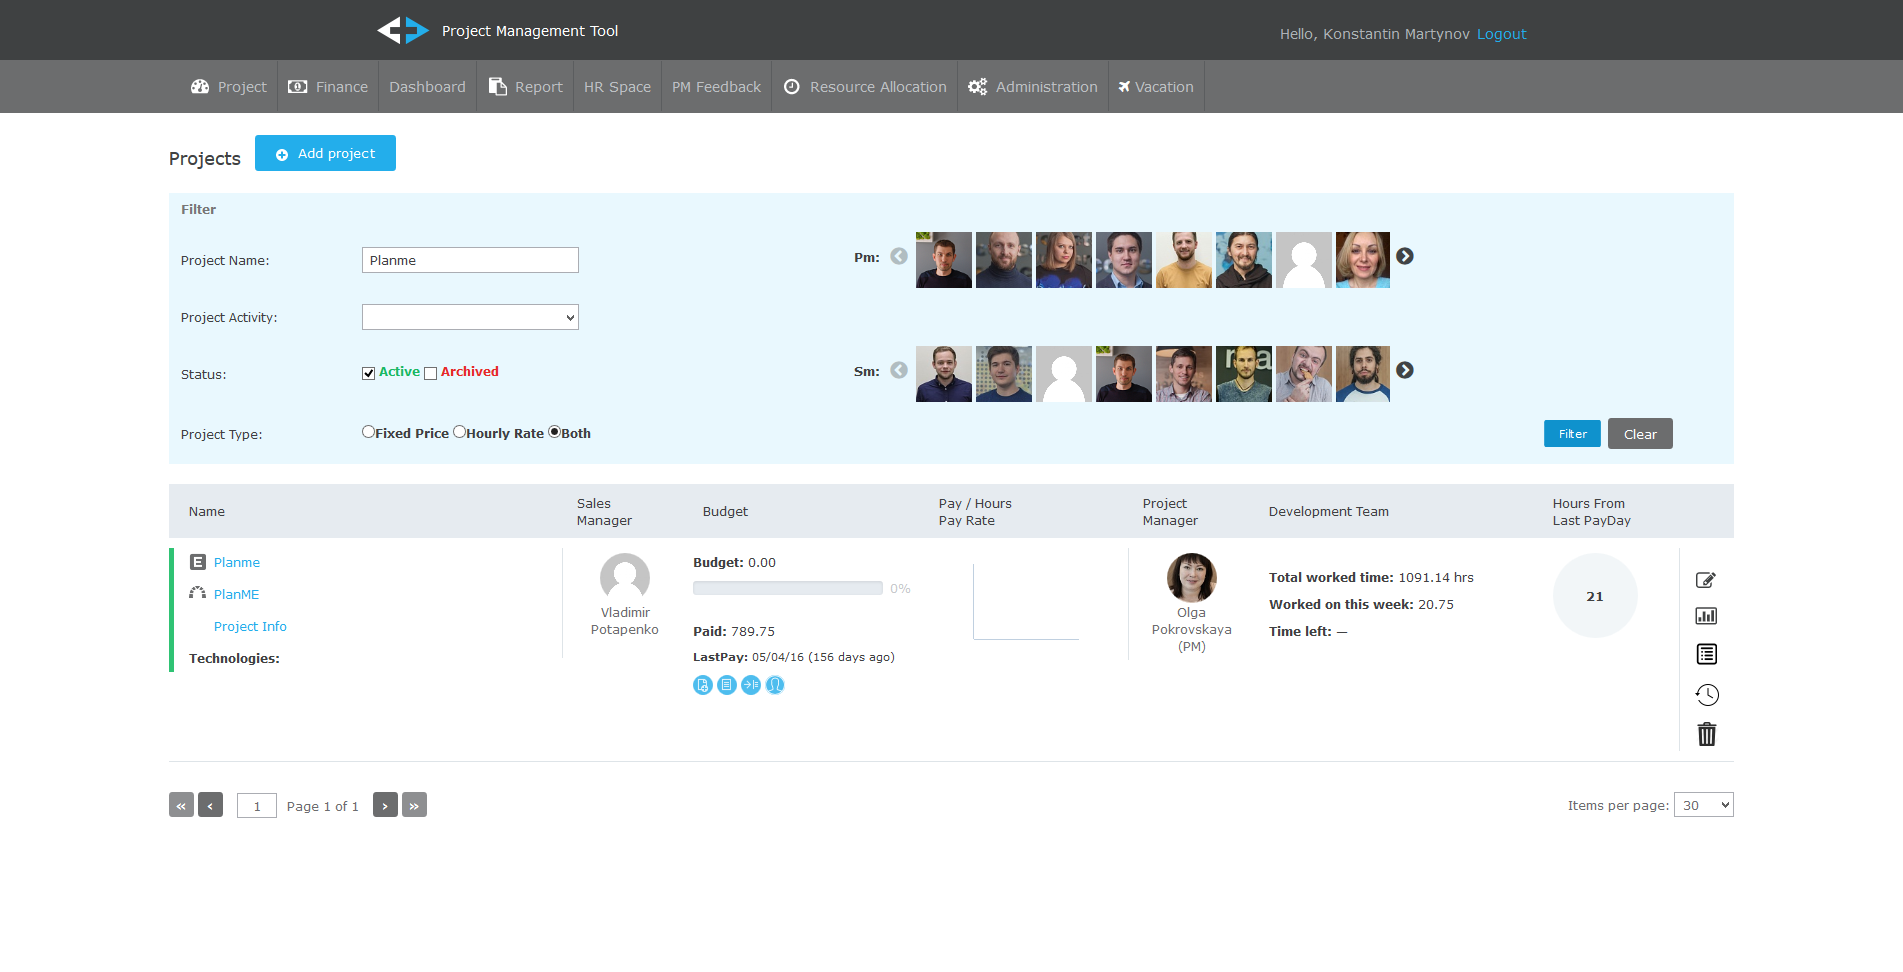 Project Management Tool
Hello, Konstantin Martynov Logout
Project Finance Dashboard Report HR Space PM Feedback Resource Allocation Administration Vacation
Projects Add project
Filter
Project Name: Planme Pm:
Project Activity:
Status: Active Archived Sm:
Project Type: Fixed Price Hourly Rate Both Filter Clear
Name Sales Manager Budget Pay / Hours Pay Rate Project Manager Development Team Hours From Last PayDay
E Planme
PlanME
Project Info
Technologies:
Vladimir
Potapenko
Budget: 0.00
0%
Paid: 789.75
LastPay: 05/04/16 (156 days ago)
Olga
Pokrovskaya
(PM)
Total worked time: 1091.14 hrs
Worked on this week: 20.75
Time left: —
21
« ‹ 1 Page 1 of 1 › » Items per page: 30